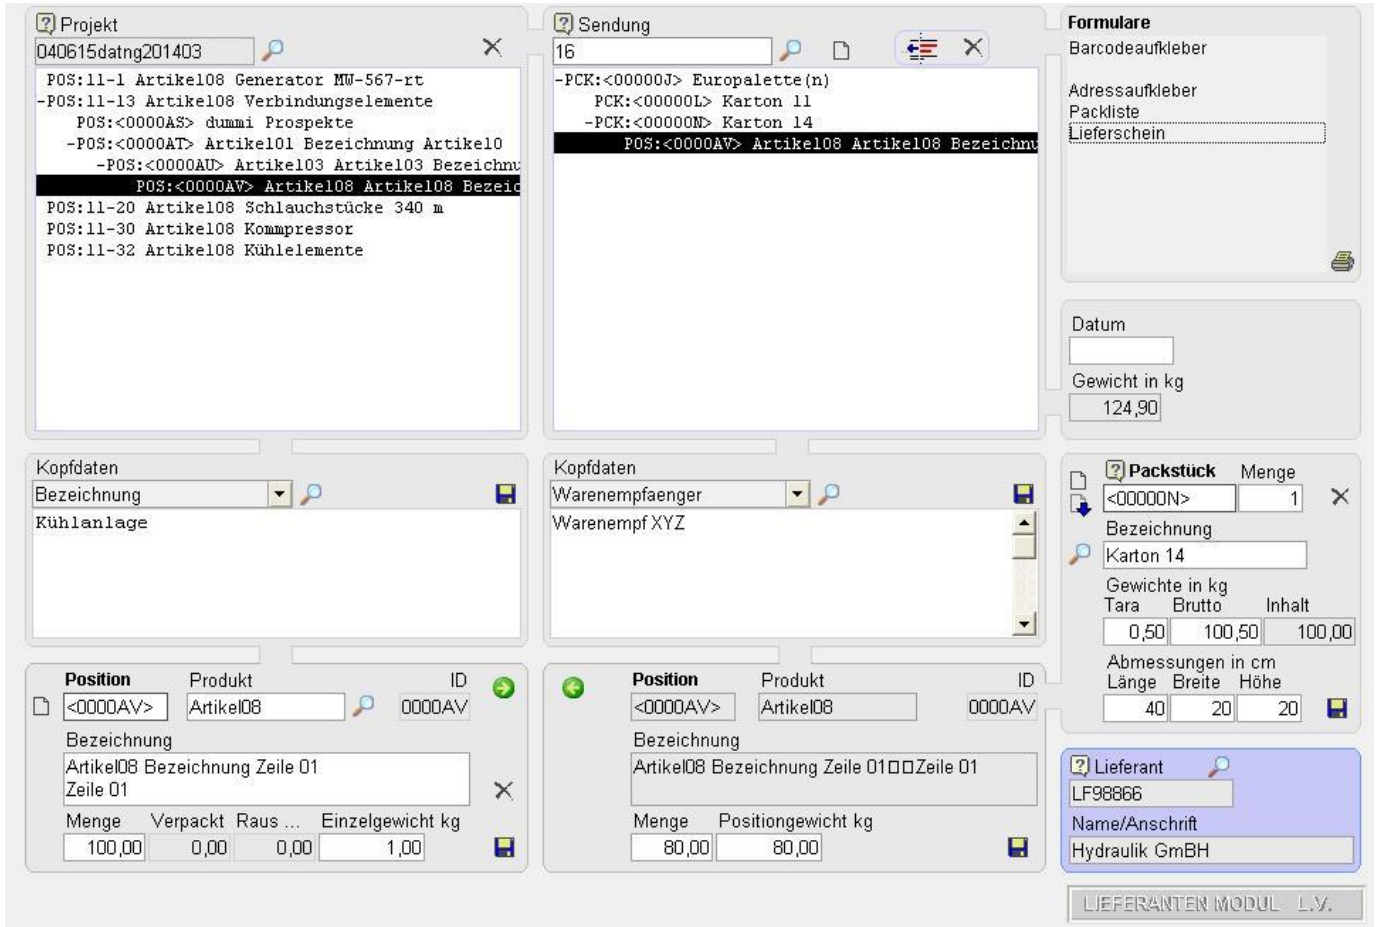 Projekt
040615datng201403
POS:11-1 Artikel08 Generator MW-567-rt
-POS:11-13 Artikel08 Verbindungselemente
POS:<0000AS> dummi Prospekte
-POS:<0000AT> Artikel01 Bezeichnung Artikel0
-POS:<0000AU> Artikel03 Artikel03 Bezeichnu
POS:<0000AV> Artikel08 Artikel08 Bezeic
POS:11-20 Artikel08 Schlauchstücke 340 m
POS:11-30 Artikel08 Kommpressor
POS:11-32 Artikel08 Kühlelemente
Sendung
16
-PCK:<00000J> Europalette(n)
PCK:<00000L> Karton 11
-PCK:<00000N> Karton 14
POS:<0000AV> Artikel08 Artikel08 Bezeichnu
Formulare
Barcodeaufkleber
Adressaufkleber
Packliste
Lieferschein
Datum
Gewicht in kg
124,90
Kopfdaten
Bezeichnung
Kühlanlage
Kopfdaten
Warenempfaenger
Warenempf XYZ
Packstück Menge
<00000N> 1
Bezeichnung
Karton 14
Gewichte in kg
Tara Brutto Inhalt
0,50 100,50 100,00
Abmessungen in cm
Länge Breite Höhe
40 20 20
Position Produkt ID
<0000AV> Artikel08 0000AV
Bezeichnung
Artikel08 Bezeichnung Zeile 01
Zeile 01
Menge Verpackt Raus ... Einzelgewicht kg
100,00 0,00 0,00 1,00
Position Produkt ID
<0000AV> Artikel08 0000AV
Bezeichnung
Artikel08 Bezeichnung Zeile 01▯▯Zeile 01
Menge Positiongewicht kg
80,00 80,00
Lieferant
LF98866
Name/Anschrift
Hydraulik GmBH
LIEFERANTEN MODUL L.V.